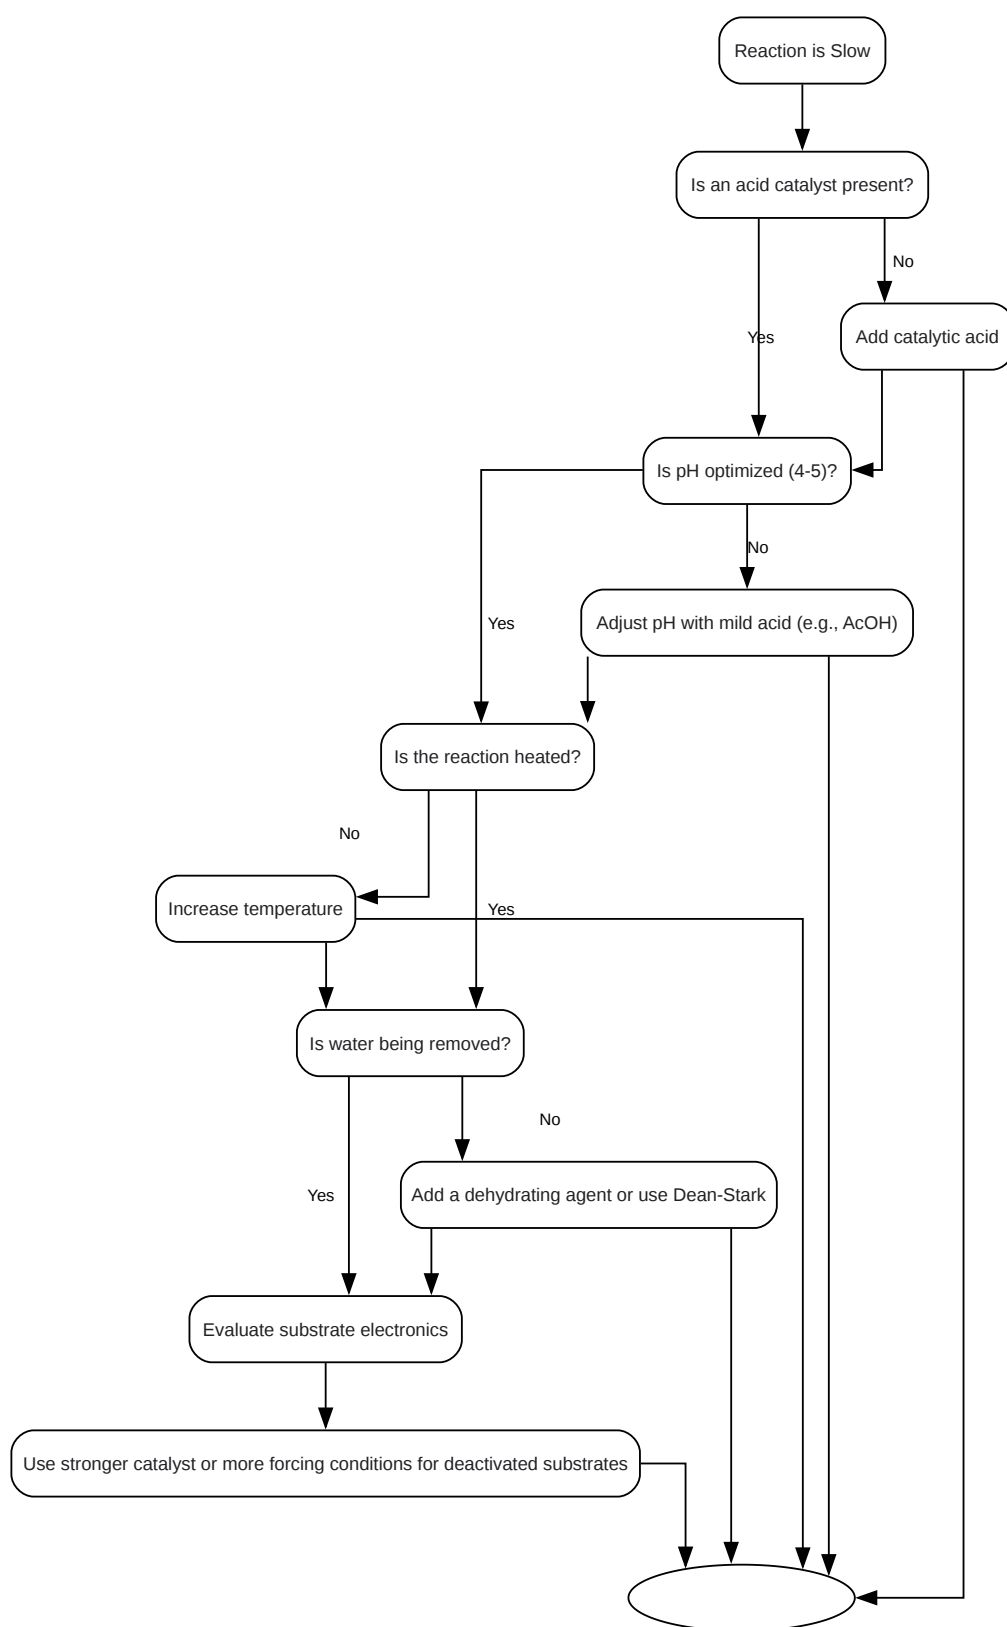 Reaction is Slow
Is an acid catalyst present?
No
Add catalytic acid
Yes
Is pH optimized (4-5)?
No
Adjust pH with mild acid (e.g., AcOH)
Yes
Is the reaction heated?
No
Increase temperature
Yes
Is water being removed?
No
Add a dehydrating agent or use Dean-Stark
Yes
Evaluate substrate electronics
Use stronger catalyst or more forcing conditions for deactivated substrates